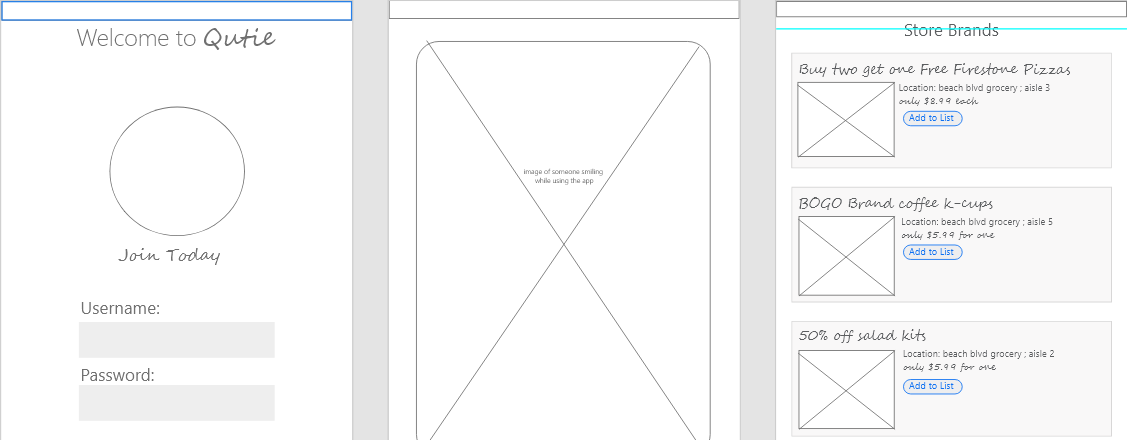 Welcome to Qutie
Join Today
Username:
Password:
image of someone smiling
while using the app
Store Brands
Buy two get one Free Firestone Pizzas
Location: beach blvd grocery ; aisle 3
only $8.99 each
Add to List
BOGO Brand coffee k-cups
Location: beach blvd grocery ; aisle 5
only $5.99 for one
Add to List
50% off salad kits
Location: beach blvd grocery ; aisle 2
only $5.99 for one
Add to List